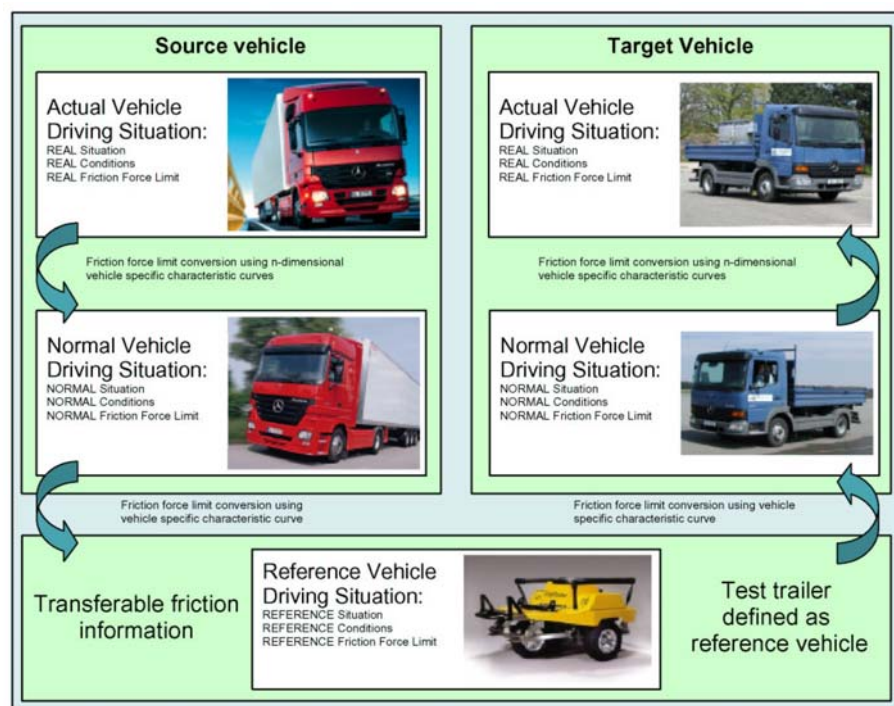 Source vehicle
Actual Vehicle
Driving Situation:
REAL Situation
REAL Conditions
REAL Friction Force Limit
Friction force limit conversion using n-dimensional
vehicle specific characteristic curves
Normal Vehicle
Driving Situation:
NORMAL Situation
NORMAL Conditions
NORMAL Friction Force Limit
Friction force limit conversion using
vehicle specific characteristic curve
Target Vehicle
Actual Vehicle
Driving Situation:
REAL Situation
REAL Conditions
REAL Friction Force Limit
Friction force limit conversion using n-dimensional
vehicle specific characteristic curves
Normal Vehicle
Driving Situation:
NORMAL Situation
NORMAL Conditions
NORMAL Friction Force Limit
Friction force limit conversion using vehicle
specific characteristic curve
Transferable friction
information
Reference Vehicle
Driving Situation:
REFERENCE Situation
REFERENCE Conditions
REFERENCE Friction Force Limit
Test trailer
defined as
reference vehicle